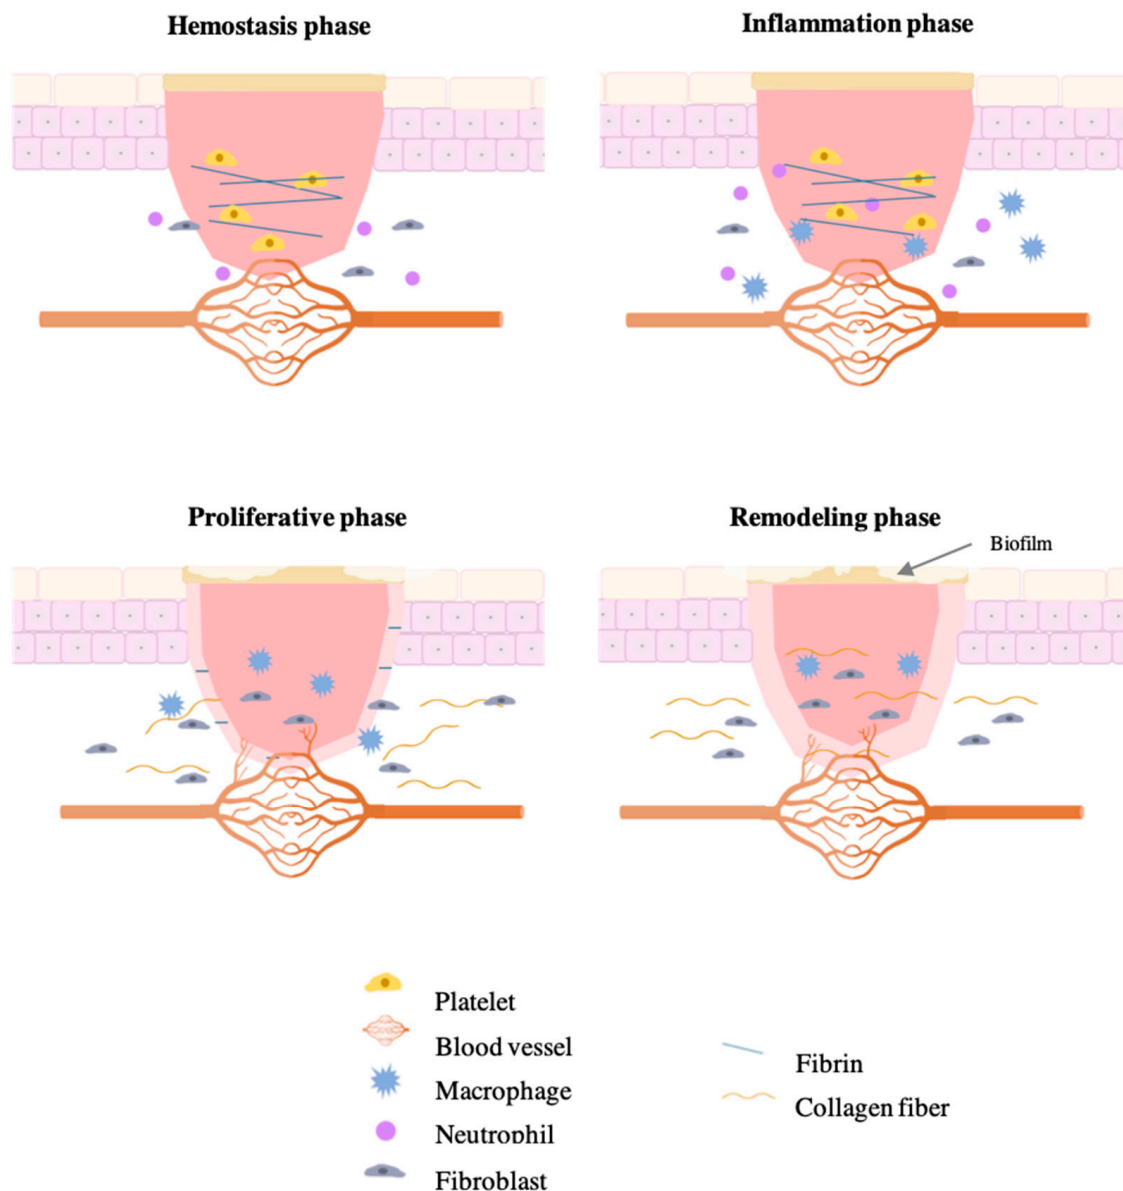 Hemostasis phase
Inflammation phase
Proliferative phase
Remodeling phase
Biofilm
Platelet
Blood vessel
Macrophage
Neutrophil
Fibroblast
Fibrin
Collagen fiber